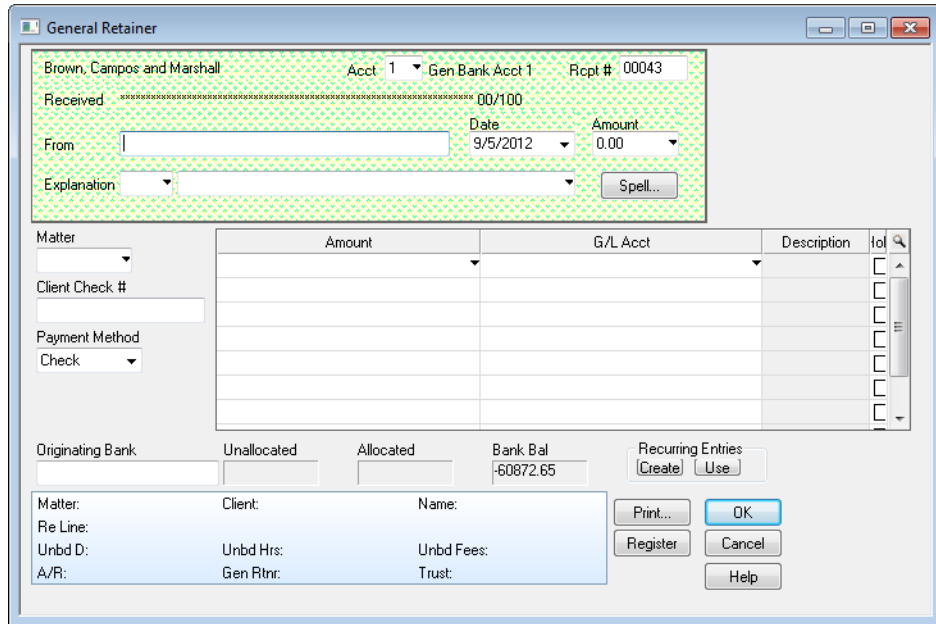 General Retainer
Brown, Campos and Marshall Acct 1 Gen Bank Acct 1 Rcpt # 00043
Received ******************************************************************************** 00/100
Date Amount
From 9/5/2012 0.00
Explanation Spell...
Matter Amount G/L Acct Description Hol
Client Check #
Payment Method
Check
Originating Bank Unallocated Allocated Bank Bal Recurring Entries
-60872.65 Create Use
Matter: Client: Name: Print... OK
Re Line:
Unbd D: Unbd Hrs: Unbd Fees: Register Cancel
A/R: Gen Rtnr: Trust: Help